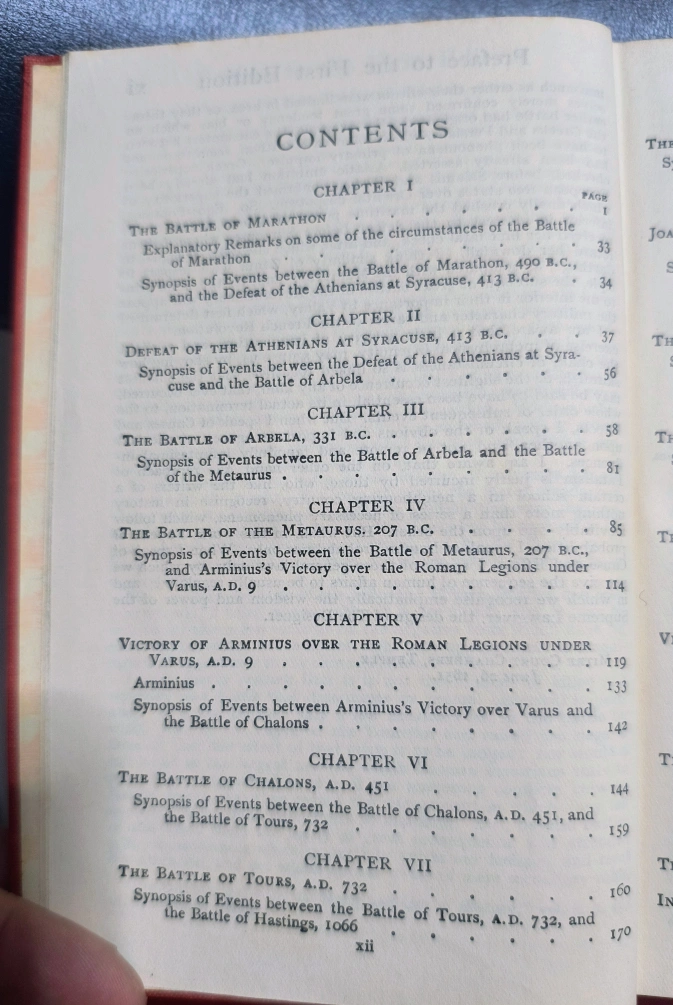 CONTENTS
CHAPTER I
PAGE
THE BATTLE OF MARATHON . . . . . . . 1
Explanatory Remarks on some of the circumstances of the Battle
of Marathon . . . . . . . 33
Synopsis of Events between the Battle of Marathon, 490 B.C.,
and the Defeat of the Athenians at Syracuse, 413 B.C. . 34
CHAPTER II
DEFEAT OF THE ATHENIANS AT SYRACUSE, 413 B.C. . . 37
Synopsis of Events between the Defeat of the Athenians at Syra-
cuse and the Battle of Arbela . . . . . . 56
CHAPTER III
THE BATTLE OF ARBELA, 331 B.C. . . . . . . 58
Synopsis of Events between the Battle of Arbela and the Battle
of the Metaurus . . . . . . . . . 81
CHAPTER IV
THE BATTLE OF THE METAURUS. 207 B.C. . . . . 85
Synopsis of Events between the Battle of Metaurus, 207 B.C.,
and Arminius's Victory over the Roman Legions under
Varus, A.D. 9 . . . . . . . . . 114
CHAPTER V
VICTORY OF ARMINIUS OVER THE ROMAN LEGIONS UNDER
VARUS, A.D. 9 . . . . . . . . . 119
Arminius . . . . . . . . . . . 133
Synopsis of Events between Arminius's Victory over Varus and
the Battle of Chalons . . . . . . . . 142
CHAPTER VI
THE BATTLE OF CHALONS, A.D. 451 . . . . . 144
Synopsis of Events between the Battle of Chalons, A.D. 451, and
the Battle of Tours, 732 . . . . . . . 159
CHAPTER VII
THE BATTLE OF TOURS, A.D. 732 . . . . . . 160
Synopsis of Events between the Battle of Tours, A.D. 732, and
the Battle of Hastings, 1066 . . . . . . 170
xii